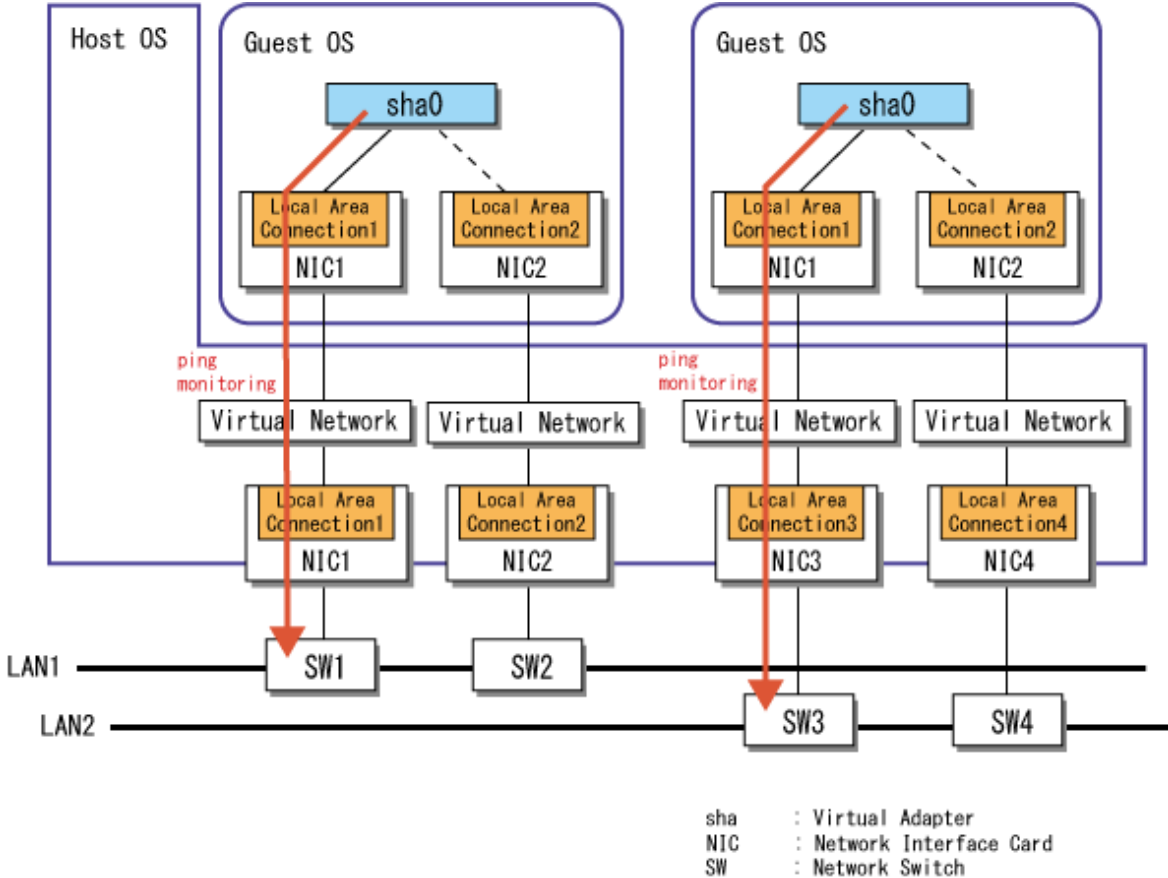 Host OS
Guest OS
Guest OS
sha0
sha0
Local Area
Connection1
NIC1
Local Area
Connection2
NIC2
Local Area
Connection1
NIC1
Local Area
Connection2
NIC2
ping
monitoring
ping
monitoring
Virtual Network
Virtual Network
Virtual Network
Virtual Network
Local Area
Connection1
NIC1
Local Area
Connection2
NIC2
Local Area
Connection3
NIC3
Local Area
Connection4
NIC4
LAN1
SW1
SW2
LAN2
SW3
SW4
sha : Virtual Adapter
NIC : Network Interface Card
SW : Network Switch